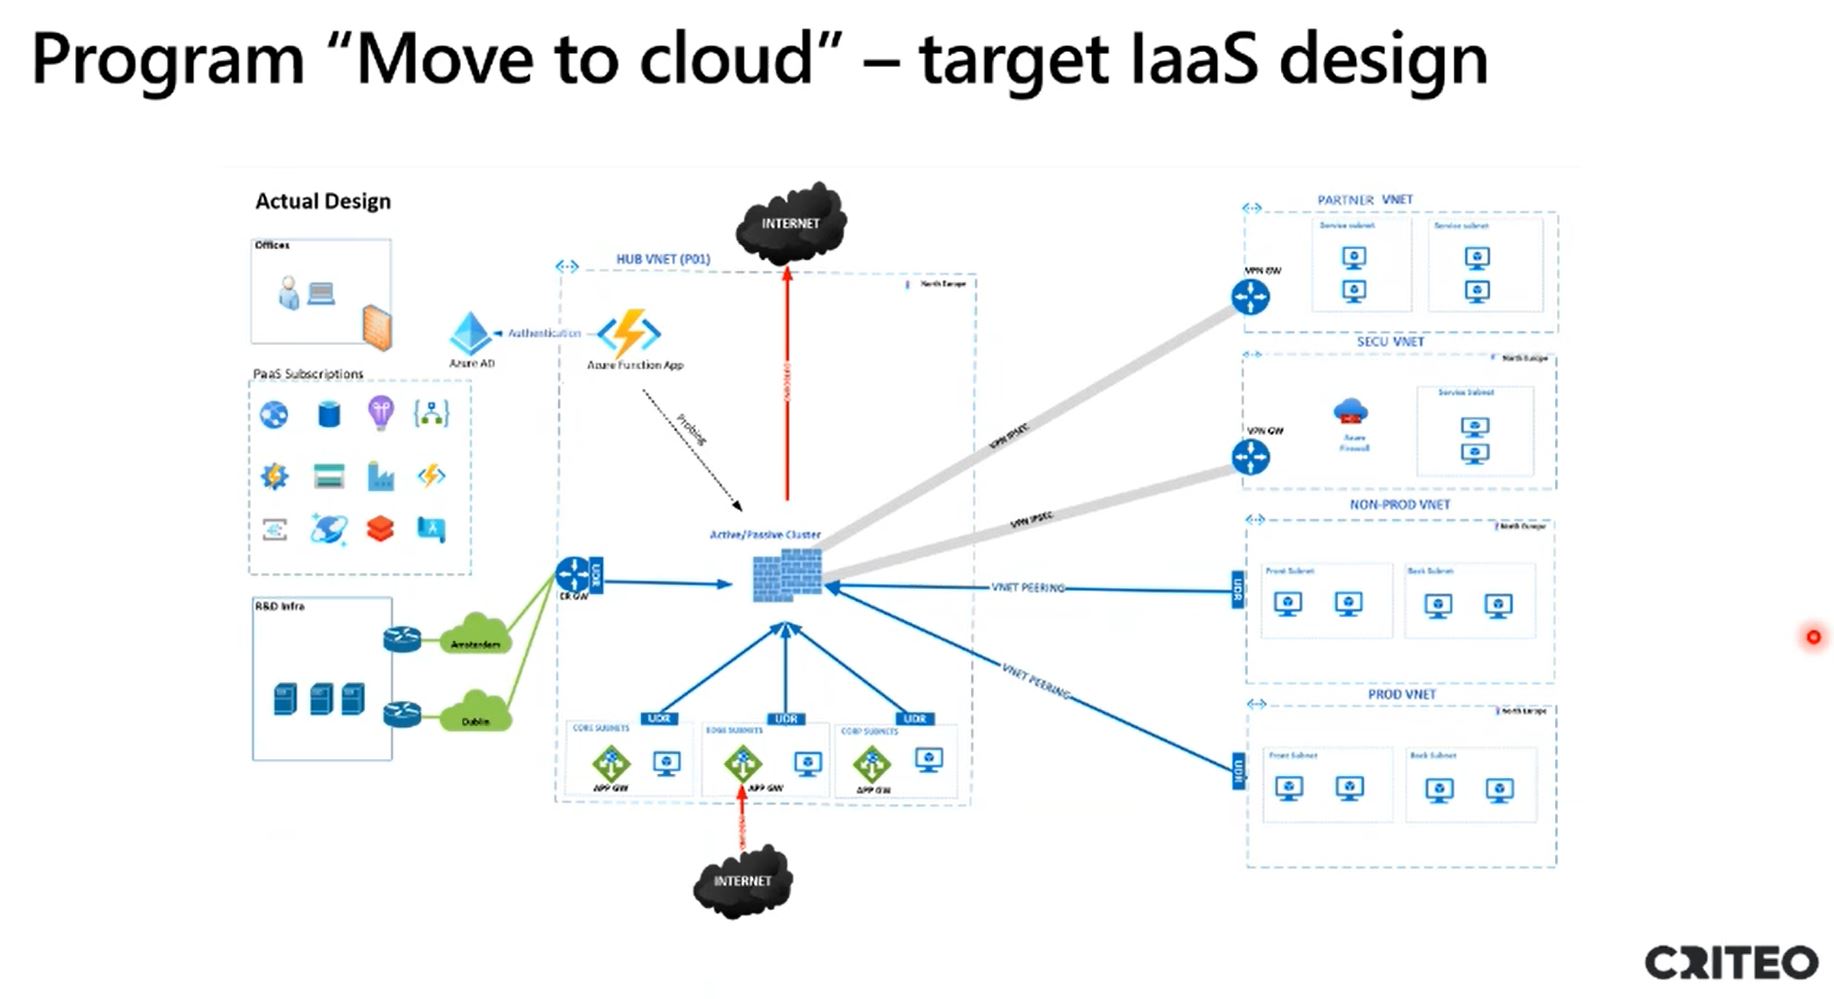 Program “Move to cloud” – target IaaS design
Actual Design
Offices
PaaS Subscriptions
R&D Infra
Amsterdam
Dublin
Azure AD
Authentication
Azure Function App
Probing
HUB VNET (P01)
North Europe
INTERNET
Active/Passive Cluster
UDR
ER GW
VPN IPSEC
VPN IPSEC
VNET PEERING
VNET PEERING
UDR
UDR
UDR
CORE SUBNETS
EDGE SUBNETS
CORP SUBNETS
APP GW
APP GW
APP GW
INTERNET
PARTNER VNET
Service subnet
Service subnet
VPN GW
SECU VNET
North Europe
Service Subnet
Azure
Firewall
VPN GW
NON-PROD VNET
North Europe
Front Subnet
Back Subnet
UDR
PROD VNET
North Europe
Front Subnet
Back Subnet
UDR
CRITEO